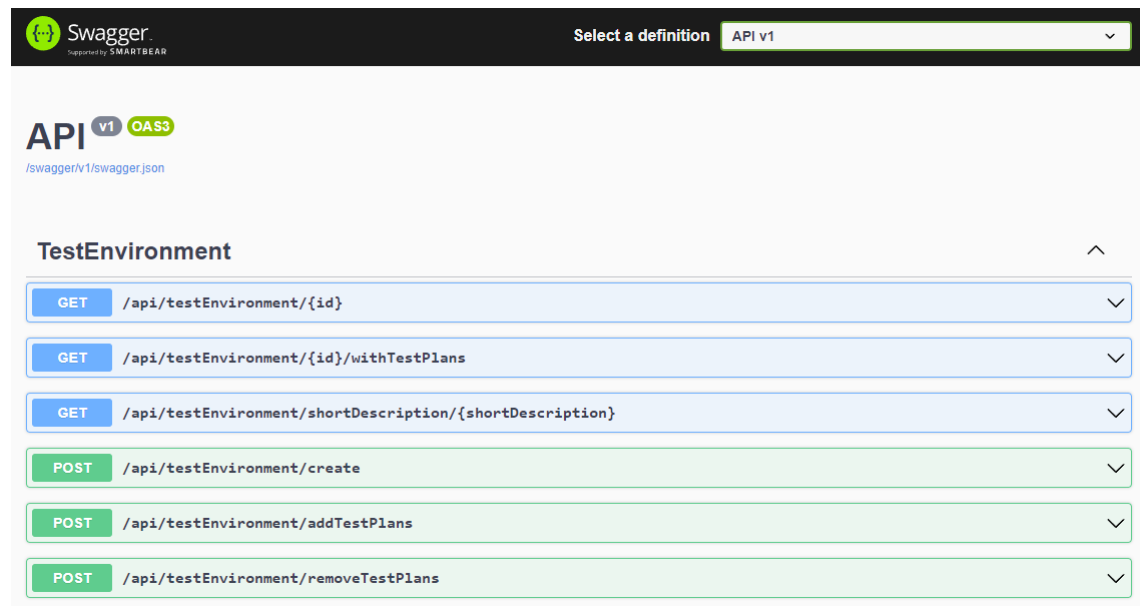 {··} Swagger.
Supported by SMARTBEAR
Select a definition API v1
API v1 OAS3
/swagger/v1/swagger.json
TestEnvironment
GET /api/testEnvironment/{id}
GET /api/testEnvironment/{id}/withTestPlans
GET /api/testEnvironment/shortDescription/{shortDescription}
POST /api/testEnvironment/create
POST /api/testEnvironment/addTestPlans
POST /api/testEnvironment/removeTestPlans